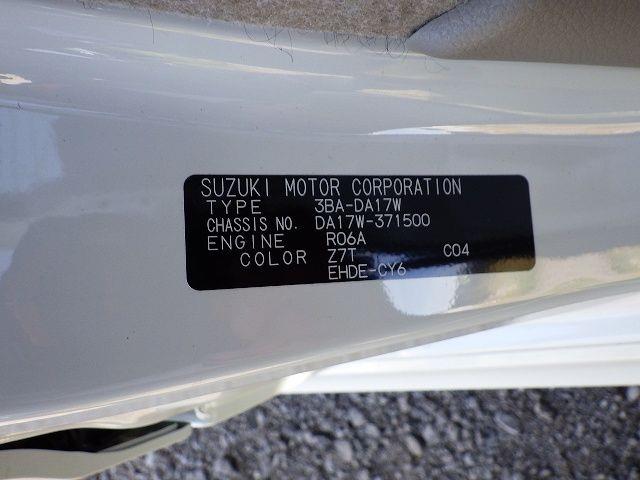 SUZUKI MOTOR CORPORATION
TYPE 3BA-DA17W
CHASSIS NO. DA17W-371500
ENGINE R06A
COLOR Z7T C04
EHDE-CY6